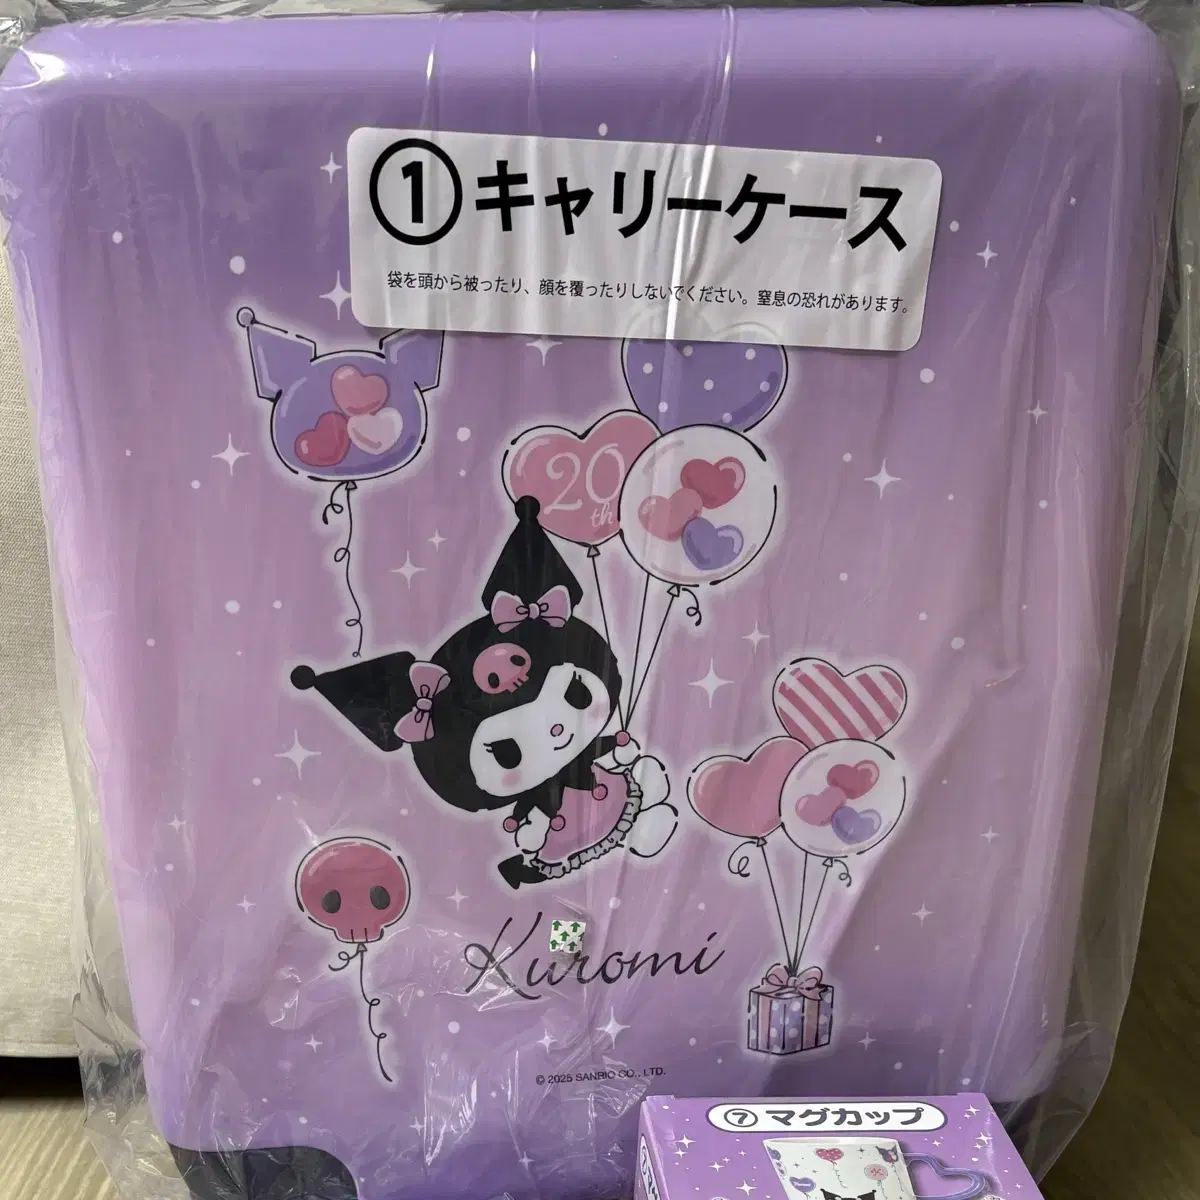 ①キャリーケース
袋を頭から被ったり、顔を覆ったりしないでください。窒息の恐れがあります。
20
th
Kuromi
© 2025 SANRIO CO., LTD.
⑦マグカップ